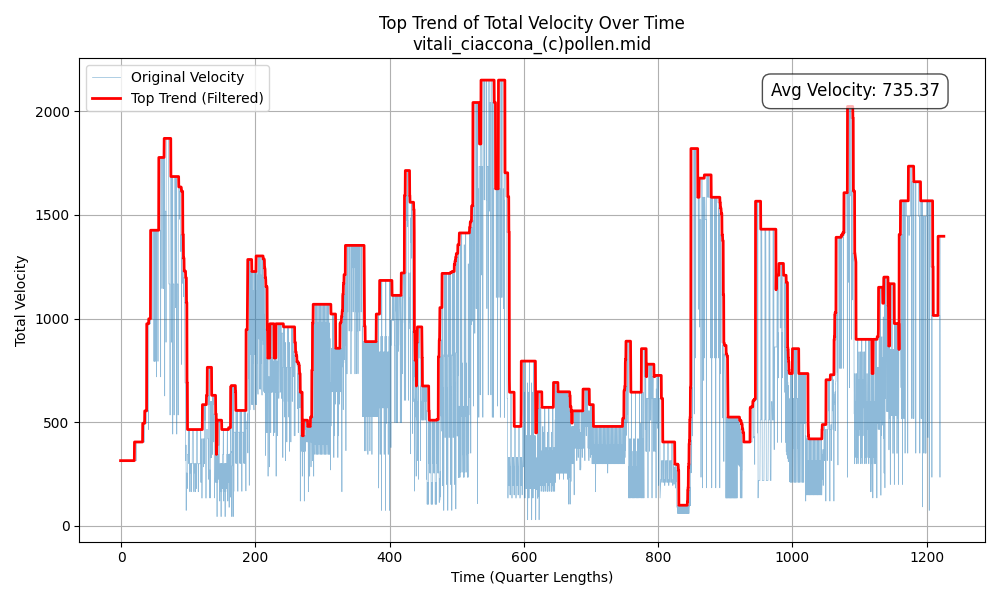 Top Trend of Total Velocity Over Time
vitali_ciaccona_(c)pollen.mid
Original Velocity
Top Trend (Filtered)
Avg Velocity: 735.37
Total Velocity
2000
1500
1000
500
0
0 200 400 600 800 1000 1200
Time (Quarter Lengths)